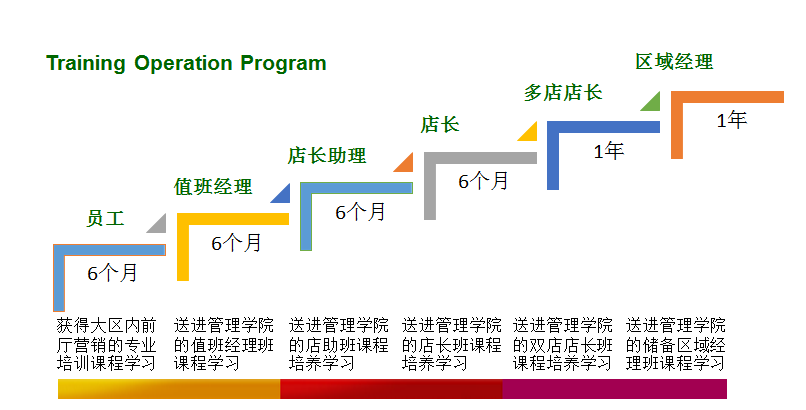 Training Operation Program
区域经理
多店店长
1年
店长
1年
店长助理
6个月
值班经理
6个月
员工
6个月
6个月
获得大区内前
厅营销的专业
培训课程学习
送进管理学院
的值班经理班
课程学习
送进管理学院
的店助班课程
培养学习
送进管理学院
的店长班课程
培养学习
送进管理学院
的双店店长班
课程培养学习
送进管理学院
的储备区域经
理班课程学习